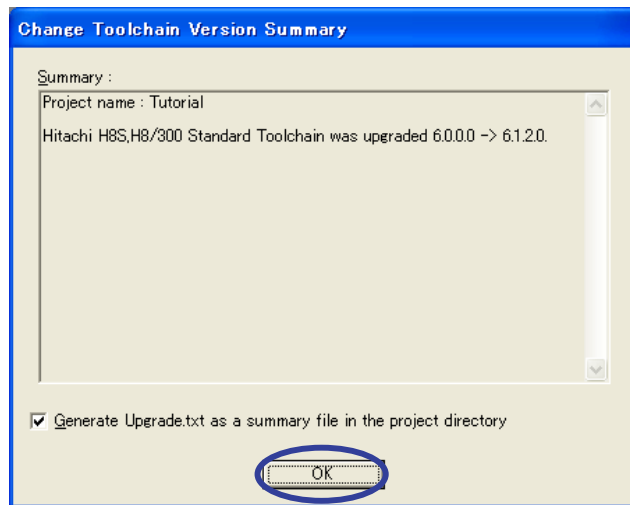 Change Toolchain Version Summary
Summary :
Project name : Tutorial
Hitachi H8S,H8/300 Standard Toolchain was upgraded 6.0.0.0 -> 6.1.2.0.
Generate Upgrade.txt as a summary file in the project directory
OK